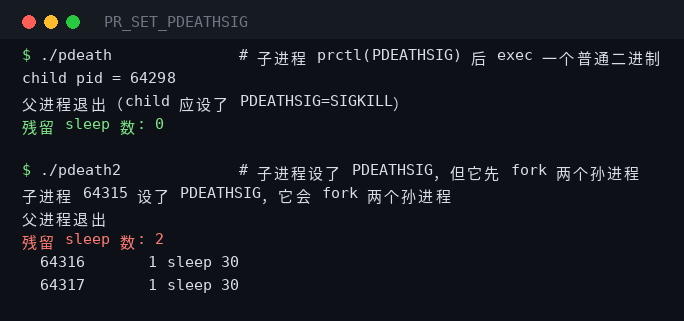 PR_SET_PDEATHSIG
$ ./pdeath # 子进程 prctl(PDEATHSIG) 后 exec 一个普通二进制
child pid = 64298
父进程退出（child 应设了 PDEATHSIG=SIGKILL）
残留 sleep 数: 0
$ ./pdeath2 # 子进程设了 PDEATHSIG，但它先 fork 两个孙进程
子进程 64315 设了 PDEATHSIG，它会 fork 两个孙进程
父进程退出
残留 sleep 数: 2
64316 1 sleep 30
64317 1 sleep 30